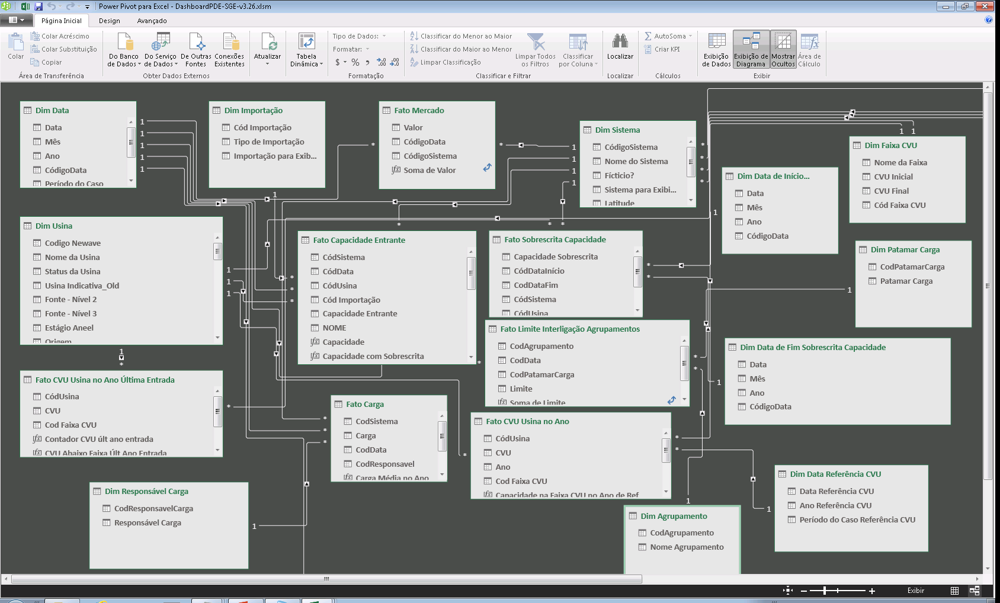 Power Pivot para Excel - DashboardPDE-SGE-v3.26.xlsm
Página Inicial
Design
Avançado
Colar
Colar Acréscimo
Colar Substituição
Copiar
Área de Transferência
Do Banco de Dados
Do Serviço de Dados
De Outras Fontes
Conexões Existentes
Obter Dados Externos
Atualizar
Tabela Dinâmica
Tipo de Dados:
Formatar:
$ % ,
Formatação
Classificar do Menor ao Maior
Classificar do Maior ao Menor
Limpar Classificação
Limpar Todos os Filtros
Classificar por Coluna
Classificar e Filtrar
Localizar
Localizar
AutoSoma
Criar KPI
Cálculos
Exibição de Dados
Exibição de Diagrama
Mostrar Ocultos
Área de Cálculo
Exibir
Dim Data
Data
Mês
Ano
CódigoData
Período do Caso
Dim Importação
Cód Importação
Tipo de Importação
Importação para Exib...
Fato Mercado
Valor
CódigoData
CódigoSistema
Soma de Valor
Dim Sistema
CódigoSistema
Nome do Sistema
Fícticio?
Sistema para Exibi...
Latitude
Dim Faixa CVU
Nome da Faixa
CVU Inicial
CVU Final
Cód Faixa CVU
Dim Data de Início...
Data
Mês
Ano
CódigoData
Dim Usina
Codigo Newave
Nome da Usina
Status da Usina
Usina Indicativa_Old
Fonte - Nível 2
Fonte - Nível 3
Estágio Aneel
Origem
Fato Capacidade Entrante
CódSistema
CódData
CódUsina
Cód Importação
Capacidade Entrante
NOME
Capacidade
Capacidade com Sobrescrita
Fato Sobrescrita Capacidade
Capacidade Sobrescrita
CódDataInício
CodDataFim
CódSistema
CódUsina
Dim Patamar Carga
CodPatamarCarga
Patamar Carga
Fato Limite Interligação Agrupamentos
CodAgrupamento
CodData
CodPatamarCarga
Limite
Soma de Limite
Dim Data de Fim Sobrescrita Capacidade
Data
Mês
Ano
CódigoData
Fato CVU Usina no Ano Última Entrada
CódUsina
CVU
Cod Faixa CVU
Contador CVU últ ano entrada
CVU Abaixo Faixa Últ Ano Entrada
Fato Carga
CodSistema
Carga
CodData
CodResponsavel
Carga Média no Ano
Fato CVU Usina no Ano
CódUsina
CVU
Ano
Cod Faixa CVU
Capacidade na Faixa CVU no Ano de Ref
Dim Data Referência CVU
Data Referência CVU
Ano Referência CVU
Período do Caso Referência CVU
Dim Responsável Carga
CodResponsavelCarga
Responsável Carga
Dim Agrupamento
CodAgrupamento
Nome Agrupamento
Exibir